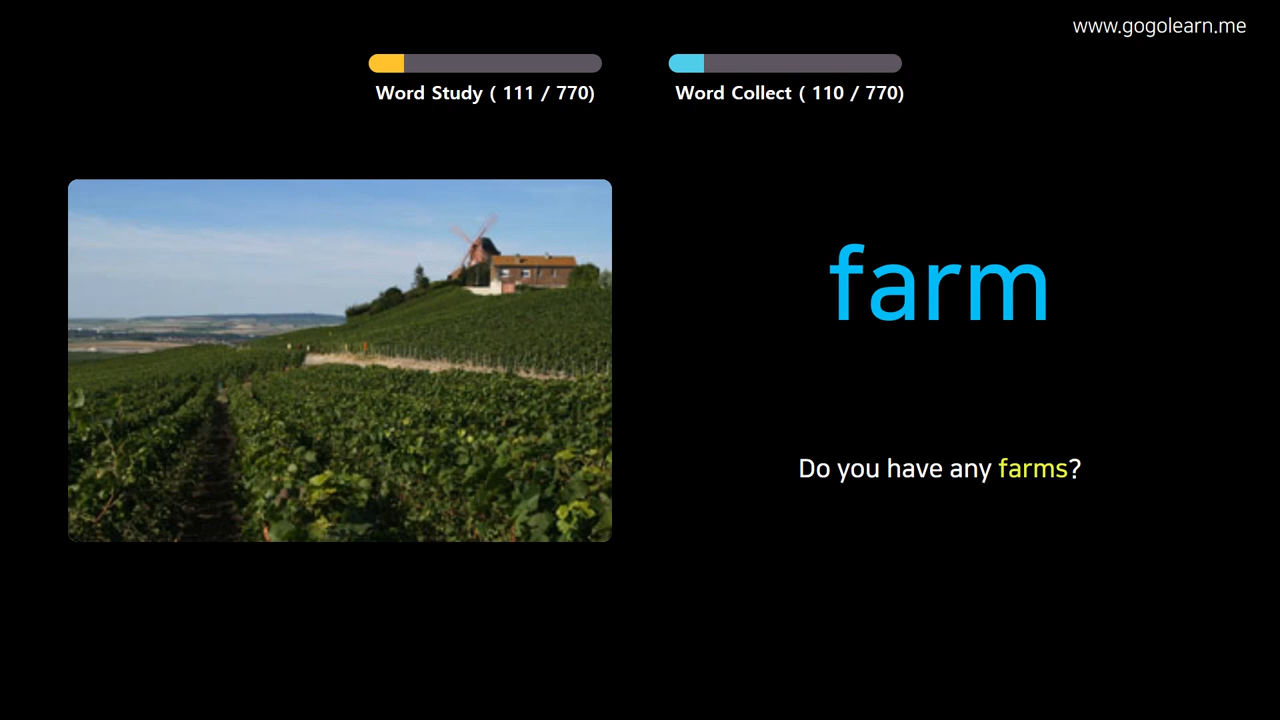 www.gogolearn.me
Word Study ( 111 / 770)
Word Collect ( 110 / 770)
farm
Do you have any farms?